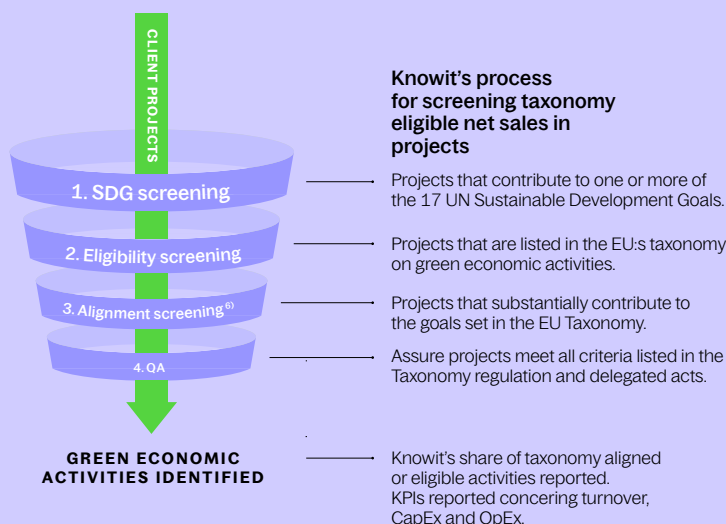 CLIENT PROJECTS
Knowit’s process
for screening taxonomy
eligible net sales in
projects
1. SDG screening
Projects that contribute to one or more of
the 17 UN Sustainable Development Goals.
2. Eligibility screening
Projects that are listed in the EU:s taxonomy
on green economic activities.
3. Alignment screening⁶⁾
Projects that substantially contribute to
the goals set in the EU Taxonomy.
4. QA
Assure projects meet all criteria listed in the
Taxonomy regulation and delegated acts.
GREEN ECONOMIC
ACTIVITIES IDENTIFIED
Knowit’s share of taxonomy aligned
or eligible activities reported.
KPIs reported concering turnover,
CapEx and OpEx.